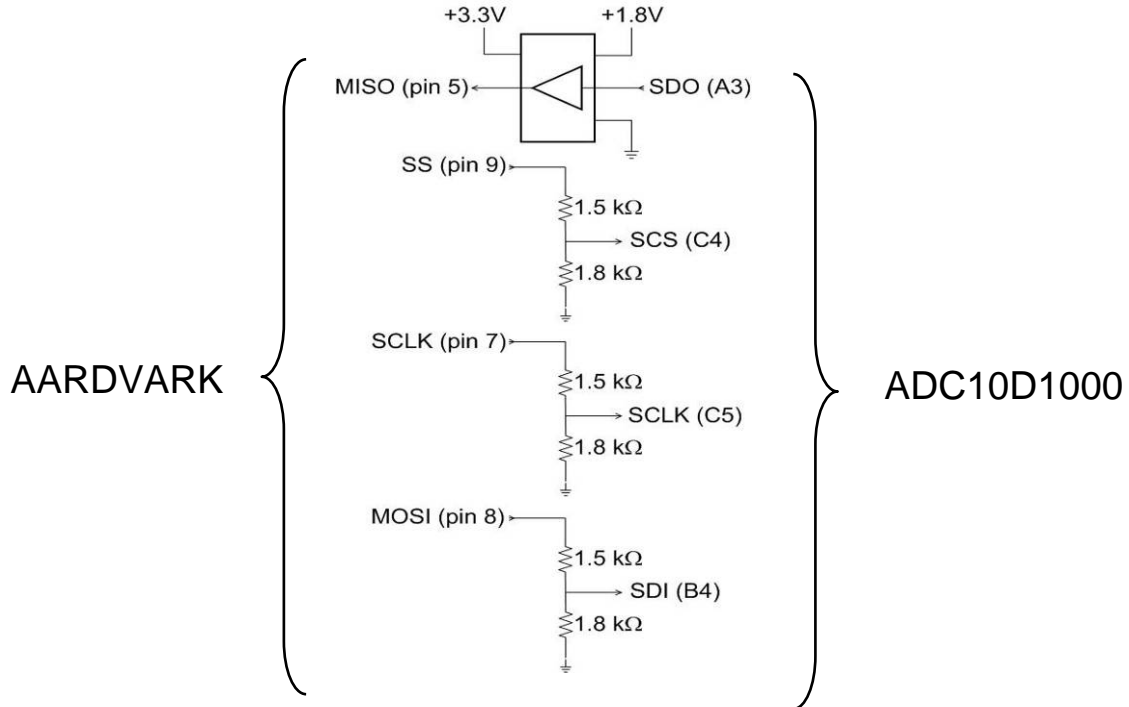 +3.3V +1.8V
MISO (pin 5) SDO (A3)
SS (pin 9)
1.5 kΩ
SCS (C4)
1.8 kΩ
SCLK (pin 7)
1.5 kΩ
AARDVARK ADC10D1000
SCLK (C5)
1.8 kΩ
MOSI (pin 8)
1.5 kΩ
SDI (B4)
1.8 kΩ